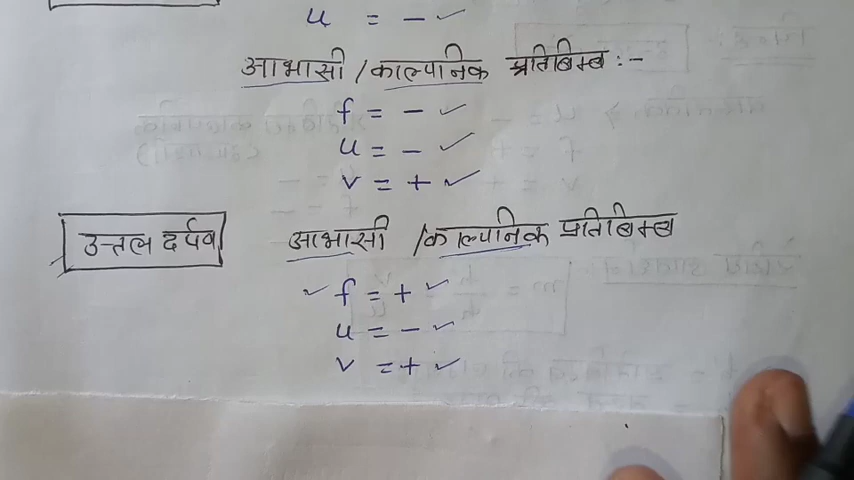 u = - ✓
आभासी / काल्पनिक प्रतिबिम्ब :-
f = - ✓
u = - ✓
v = + ✓
उत्तल दर्पण आभासी / काल्पनिक प्रतिबिम्ब
✓ f = + ✓
u = - ✓
v = + ✓